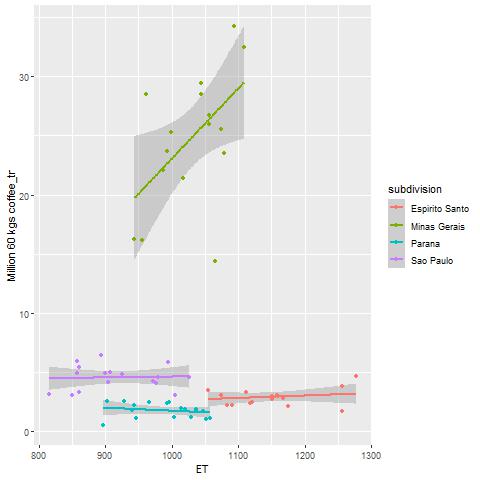 Million 60 kgs coffee_tr
30
20
10
0
800
900
1000
1100
1200
1300
ET
subdivision
Espirito Santo
Minas Gerais
Parana
Sao Paulo